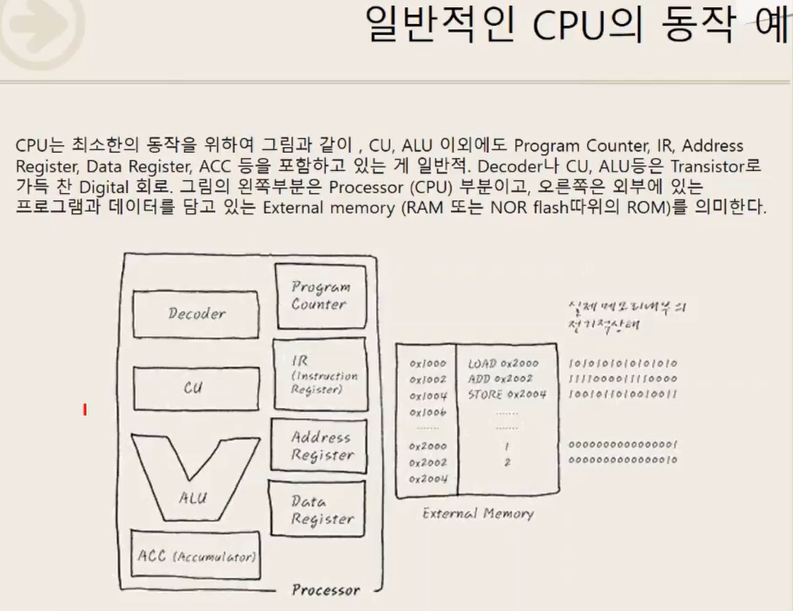 일반적인 CPU의 동작 예
CPU는 최소한의 동작을 위하여 그림과 같이 , CU, ALU 이외에도 Program Counter, IR, Address
Register, Data Register, ACC 등을 포함하고 있는 게 일반적. Decoder나 CU, ALU등은 Transistor로
가득 찬 Digital 회로. 그림의 왼쪽부분은 Processor (CPU) 부분이고, 오른쪽은 외부에 있는
프로그램과 데이터를 담고 있는 External memory (RAM 또는 NOR flash따위의 ROM)를 의미한다.
Decoder
CU
ALU
ACC (Accumulator)
Program
Counter
IR
(Instruction
Register)
Address
Register
Data
Register
Processor
실제 메모리내부의
전기적상태
0x1000 LOAD 0x2000 1010101010101010
0x1002 ADD 0x2002 1111000011110000
0x1004 STORE 0x2004 1001011010010011
0x1006 ........
....... ........
0x2000 1 0000000000000001
0x2002 2 0000000000000010
0x2004
External Memory